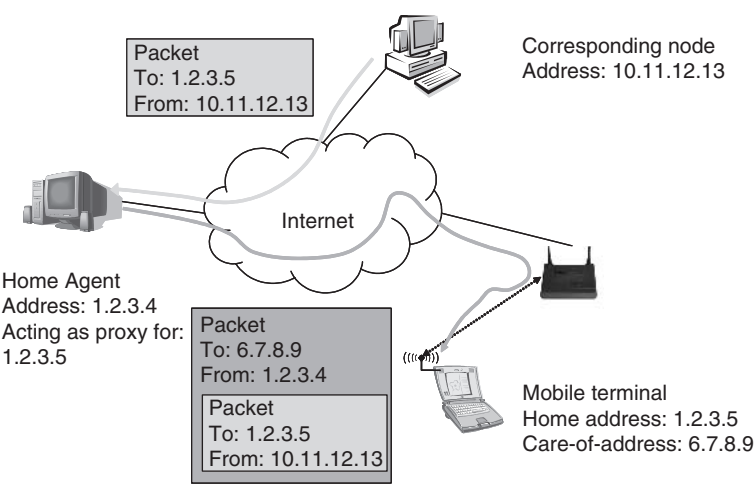 Packet
To: 1.2.3.5
From: 10.11.12.13
Corresponding node
Address: 10.11.12.13
Internet
Home Agent
Address: 1.2.3.4
Acting as proxy for:
1.2.3.5
Packet
To: 6.7.8.9
From: 1.2.3.4
Packet
To: 1.2.3.5
From: 10.11.12.13
Mobile terminal
Home address: 1.2.3.5
Care-of-address: 6.7.8.9